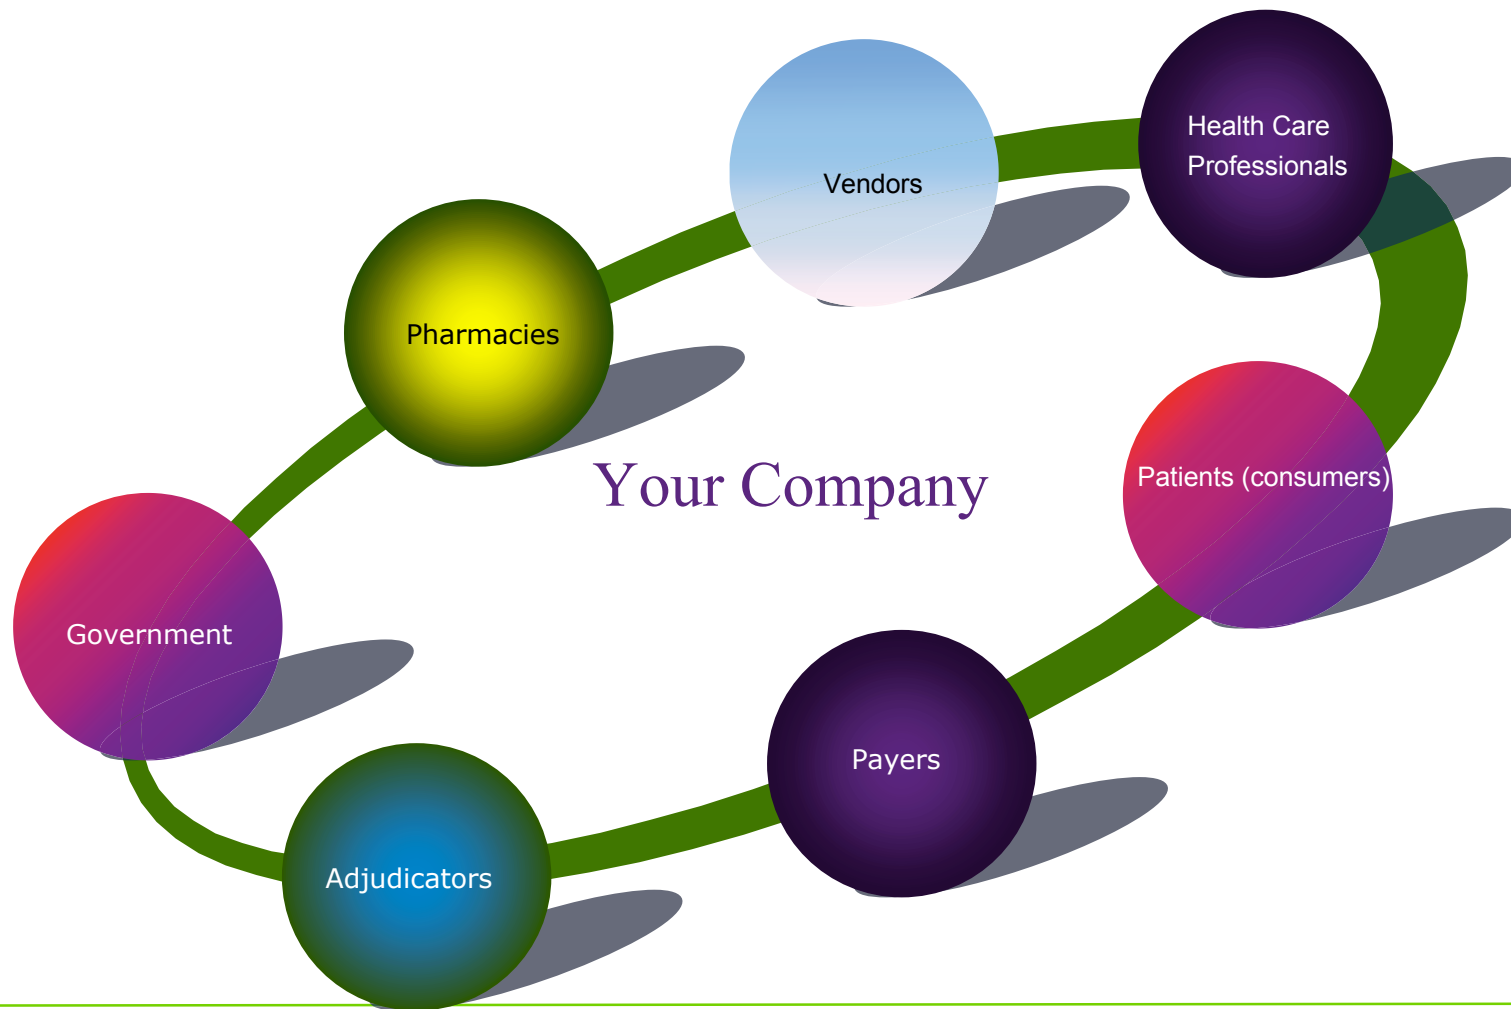 Health Care
Professionals
Vendors
Pharmacies
Your Company
Patients (consumers)
Government
Payers
Adjudicators